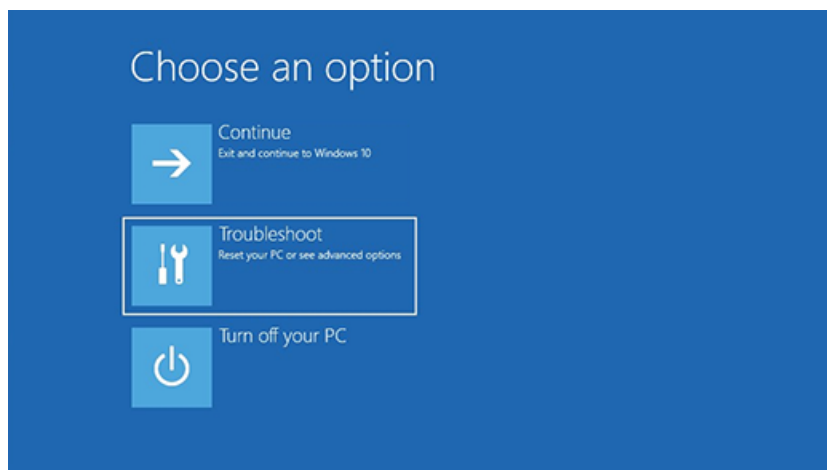 Choose an option
Continue
Exit and continue to Windows 10
Troubleshoot
Reset your PC or see advanced options
Turn off your PC